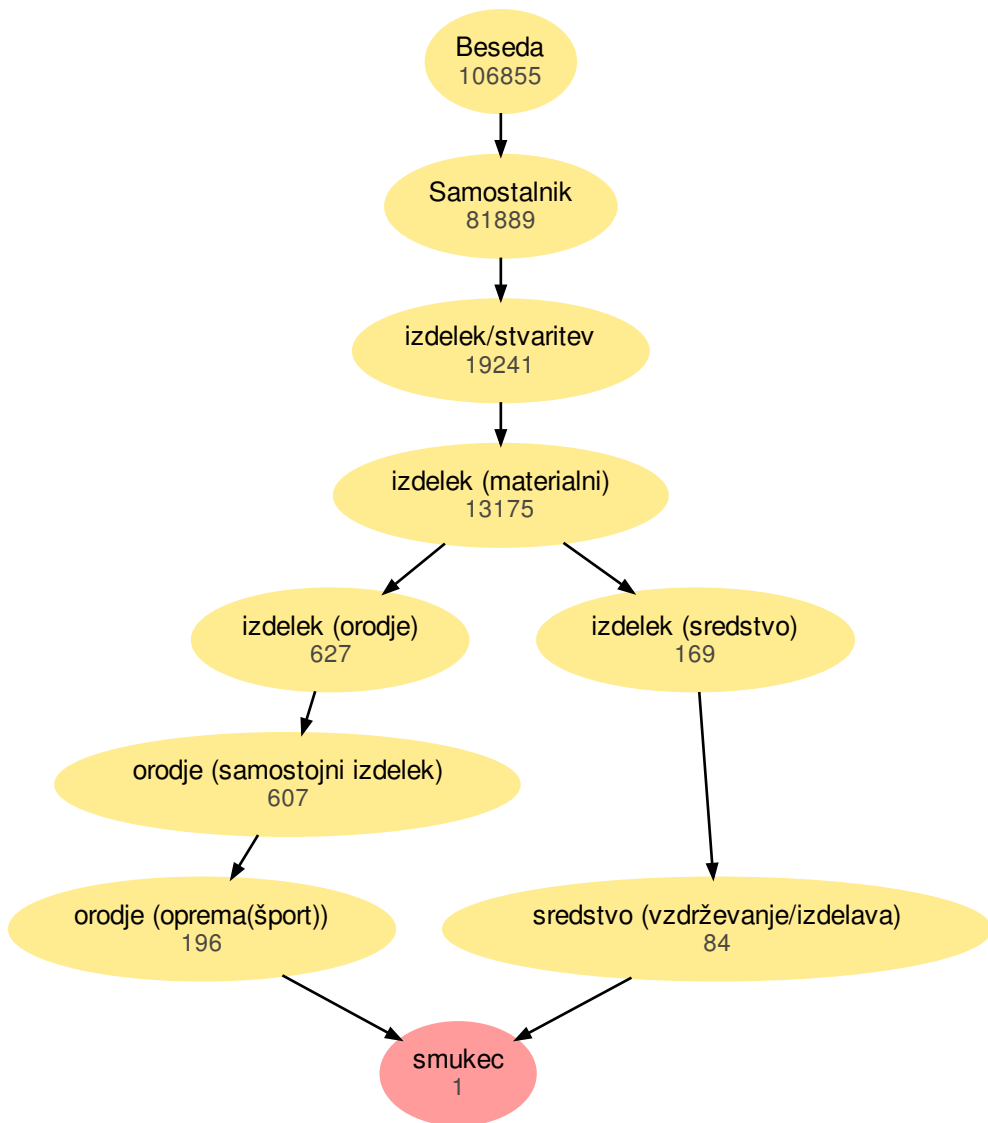 Beseda
106855
Samostalnik
81889
izdelek/stvaritev
19241
izdelek (materialni)
13175
izdelek (orodje)
627
izdelek (sredstvo)
169
orodje (samostojni izdelek)
607
orodje (oprema(šport))
196
sredstvo (vzdrževanje/izdelava)
84
smukec
1